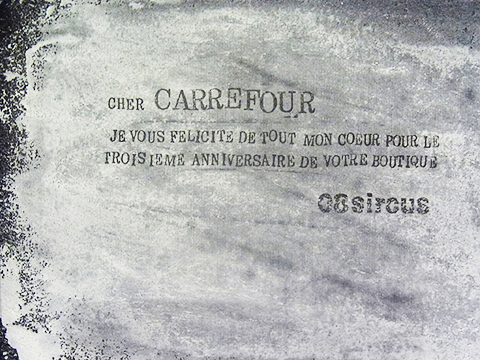 CHER CARREFOUR
JE VOUS FELICITE DE TOUT MON COEUR POUR LE
TROISIEME ANNIVERSAIRE DE VOTRE BOUTIQUE
08sircus